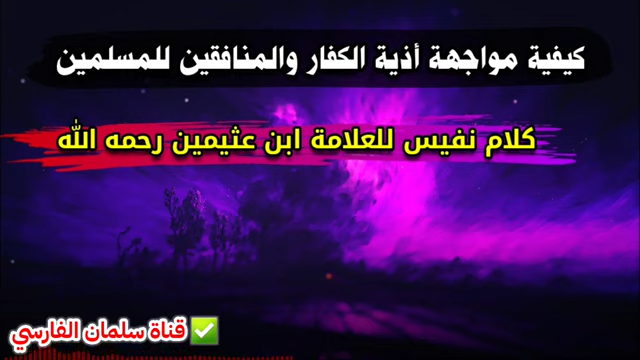 كيفية مواجهة أذية الكفار والمنافقين للمسلمين
كلام نفيس للعلامة ابن عثيمين رحمه الله
✅ قناة سلمان الفارسي